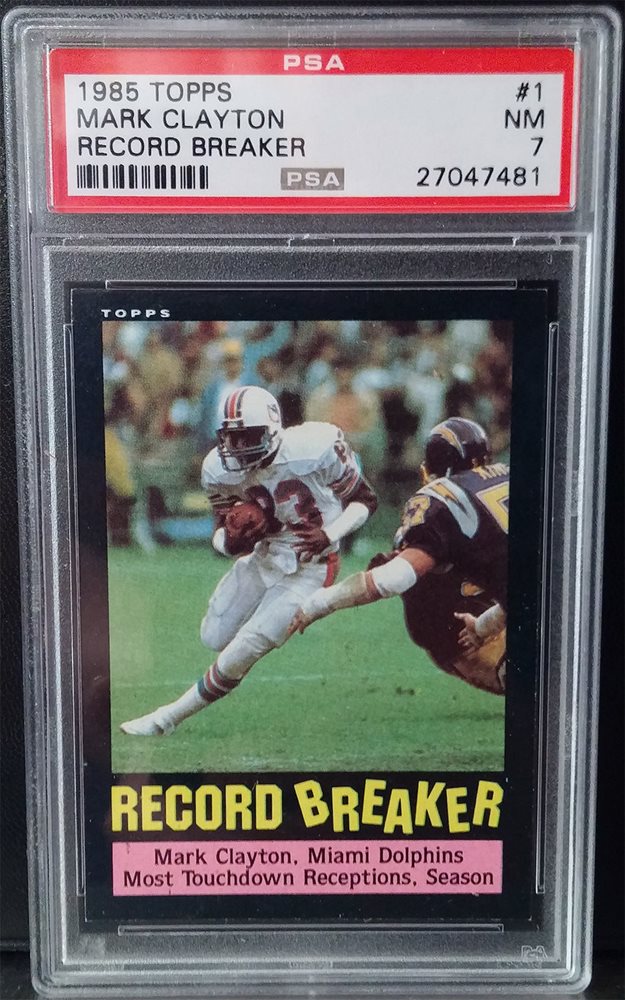 PSA
1985 TOPPS #1
MARK CLAYTON NM
RECORD BREAKER 7
PSA 27047481
TOPPS
83
RECORD BREAKER
Mark Clayton, Miami Dolphins
Most Touchdown Receptions, Season